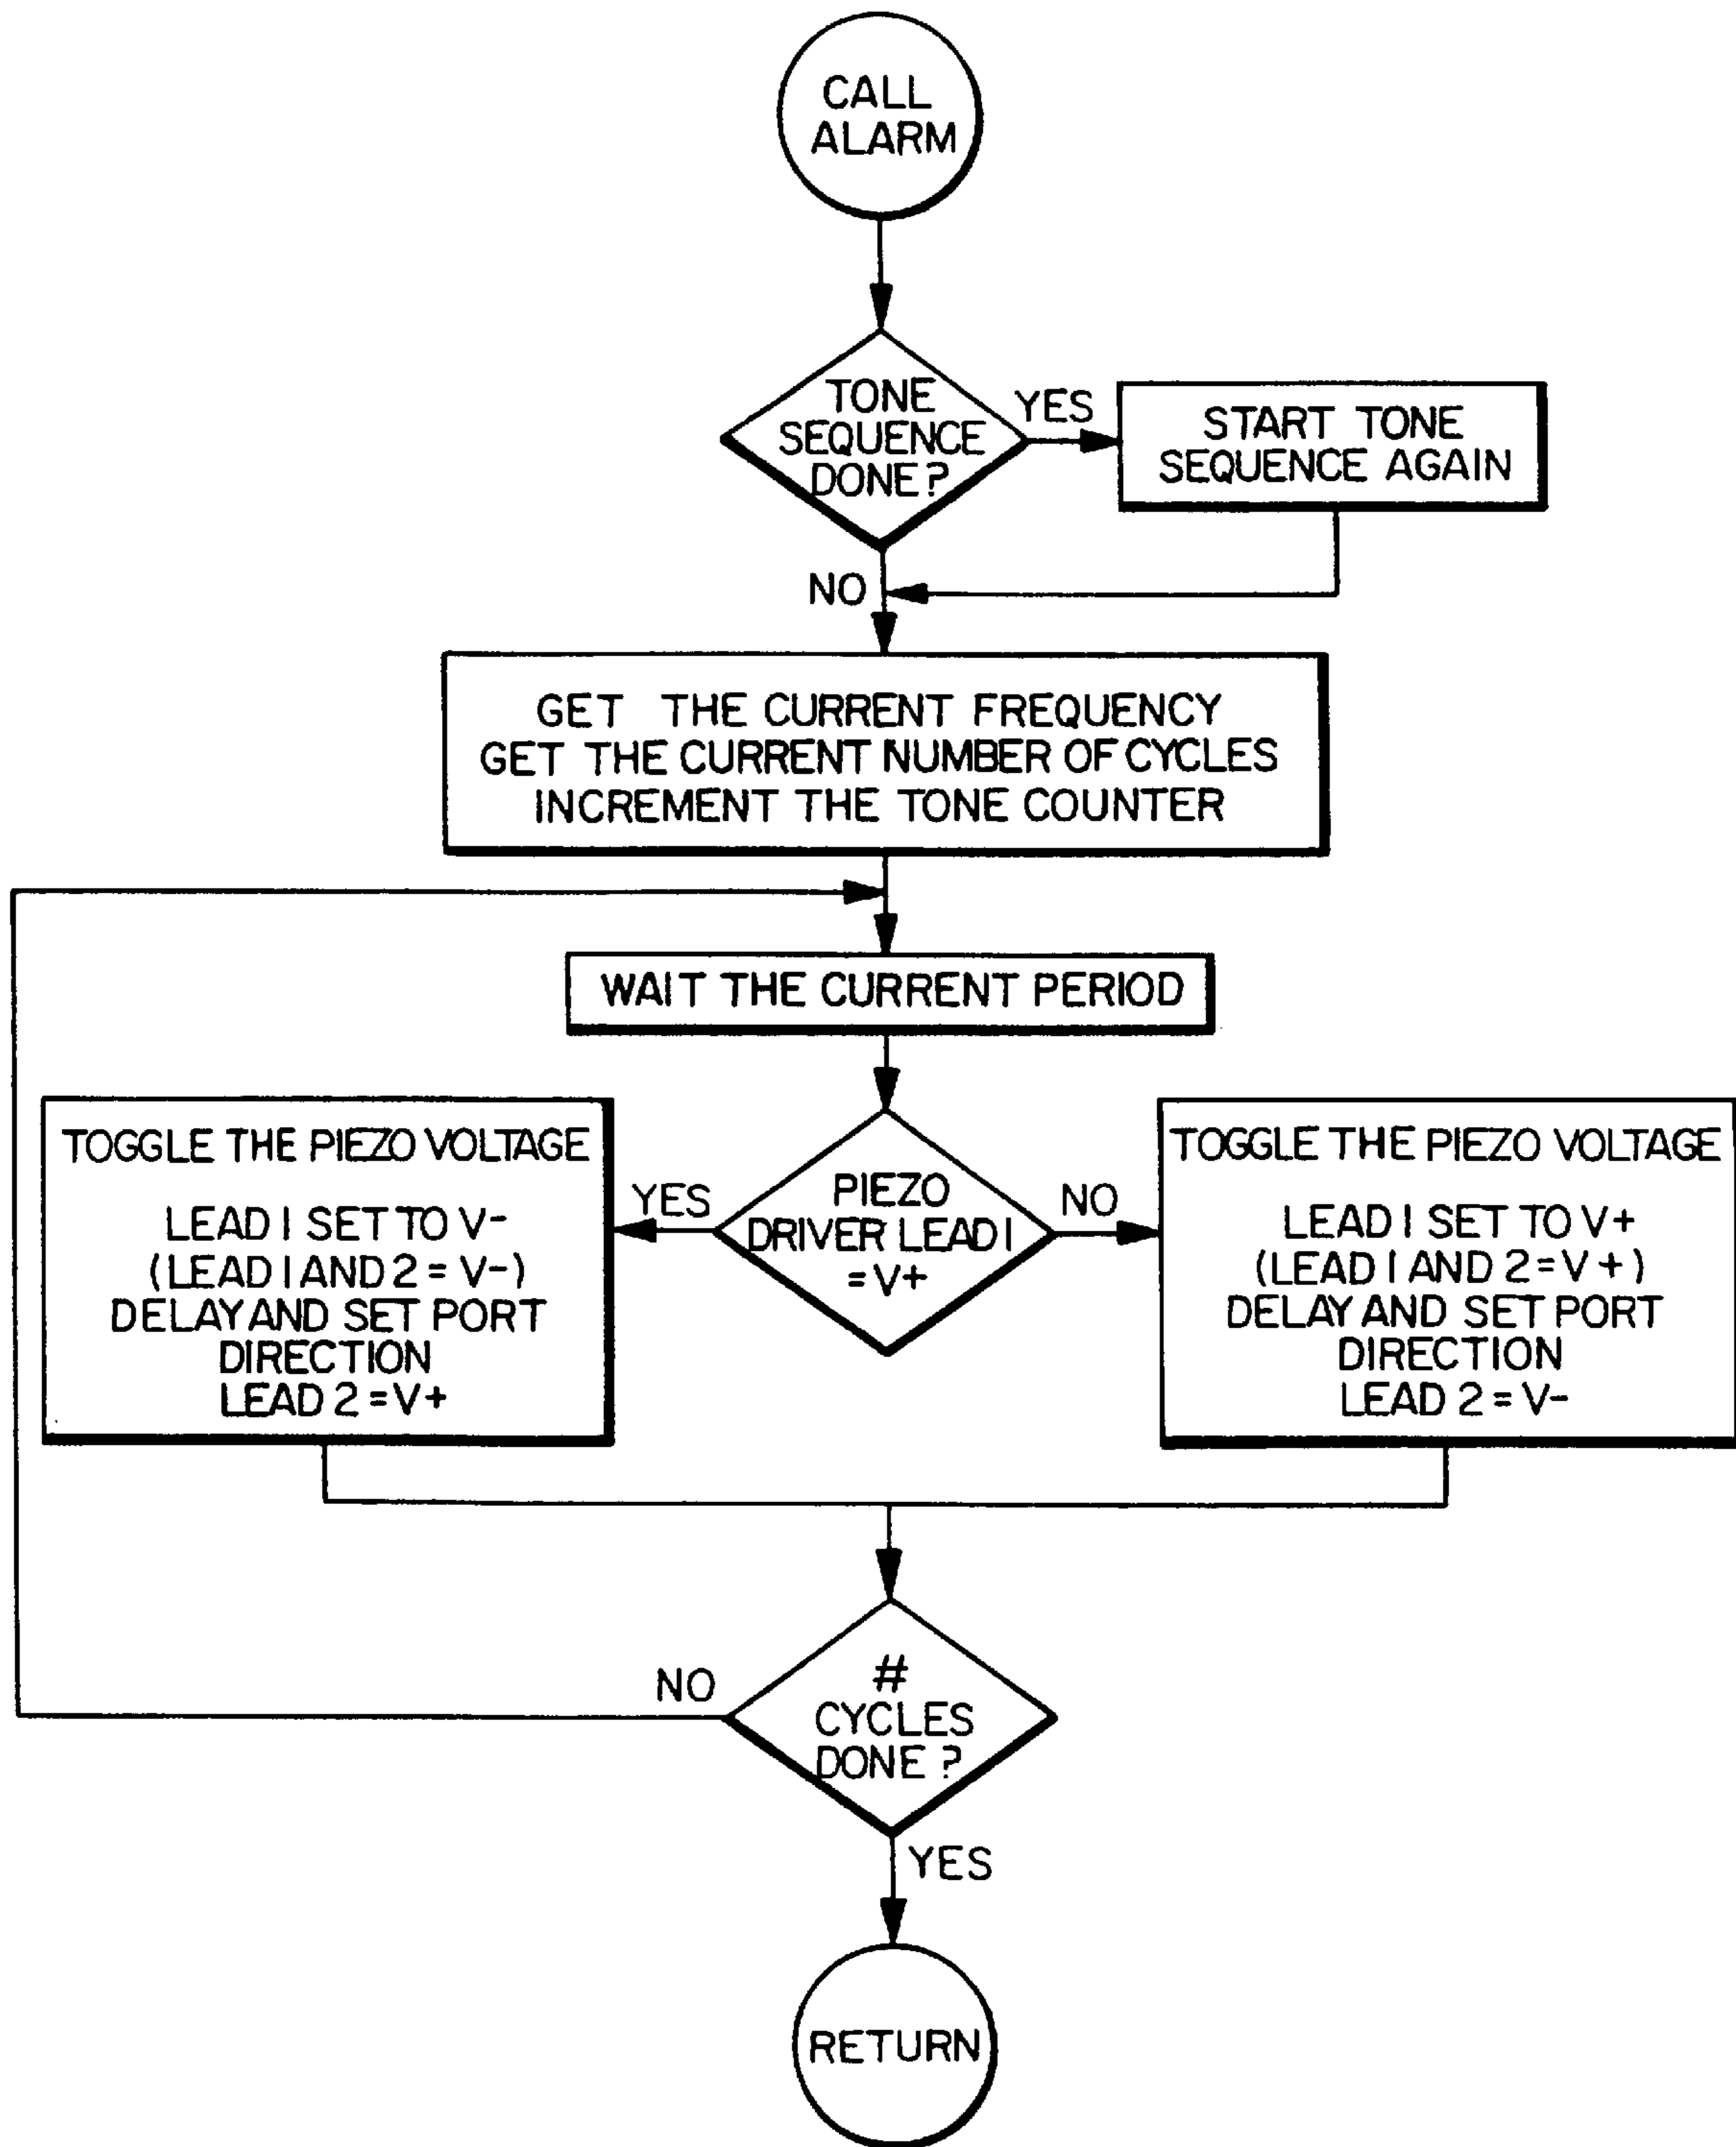 CALL
ALARM
TONE
SEQUENCE
DONE?
YES
START TONE
SEQUENCE AGAIN
NO
GET THE CURRENT FREQUENCY
GET THE CURRENT NUMBER OF CYCLES
INCREMENT THE TONE COUNTER
WAIT THE CURRENT PERIOD
TOGGLE THE PIEZO VOLTAGE
LEAD 1 SET TO V-
(LEAD 1 AND 2 = V-)
DELAY AND SET PORT
DIRECTION
LEAD 2 = V+
YES
PIEZO
DRIVER LEAD 1
= V+
NO
TOGGLE THE PIEZO VOLTAGE
LEAD 1 SET TO V+
(LEAD 1 AND 2 = V+)
DELAY AND SET PORT
DIRECTION
LEAD 2 = V-
NO
#
CYCLES
DONE ?
YES
RETURN